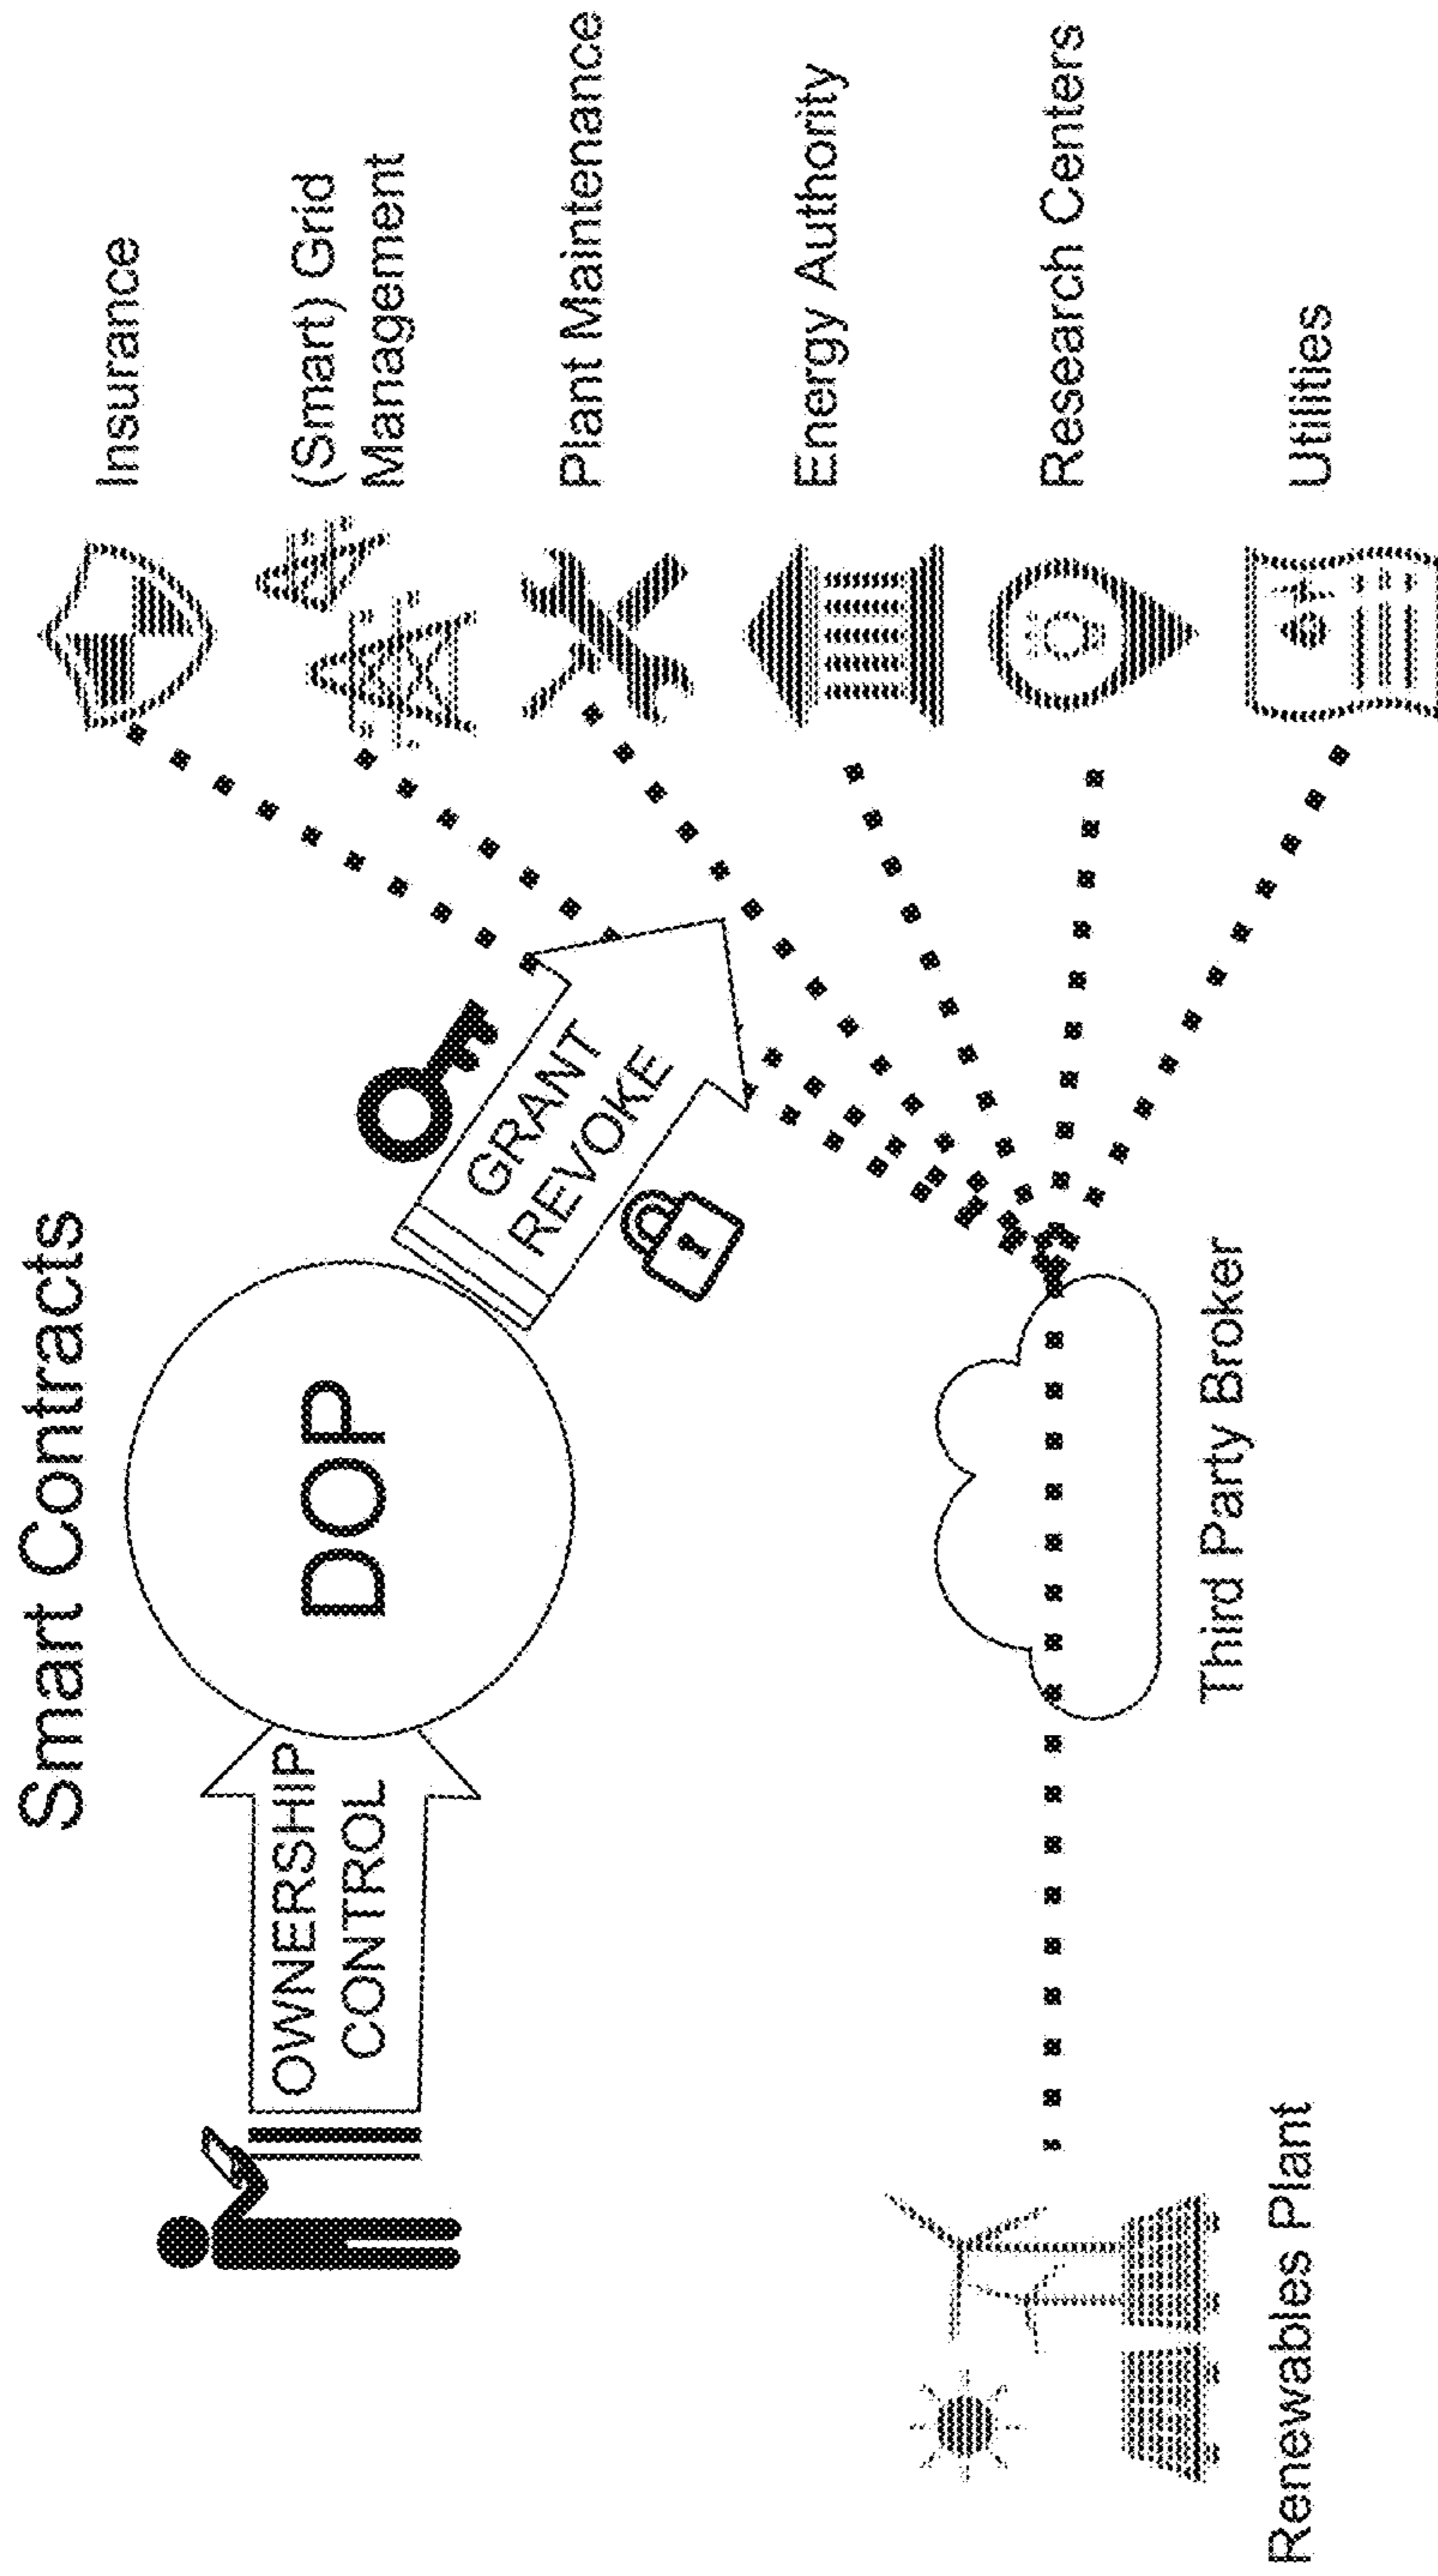 Smart Contracts
OWNERSHIP
CONTROL
DOP
GRANT
REVOKE
Insurance
(Smart) Grid
Management
Plant Maintenance
Energy Authority
Research Centers
Utilities
Third Party Broker
Renewables Plant